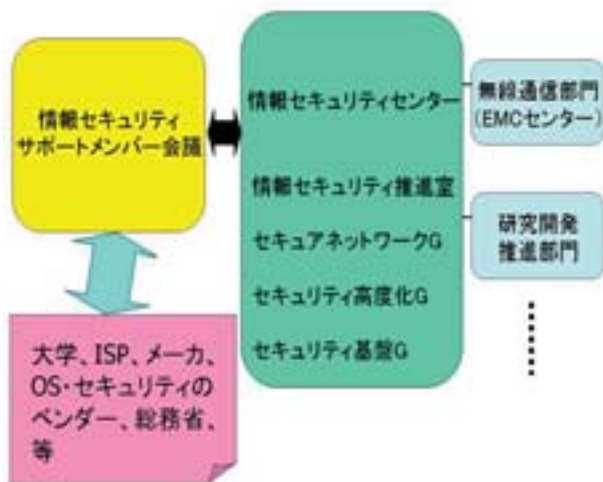 情報セキュリティ
サポートメンバー会議
大学、ISP、メーカ、
OS・セキュリティの
ベンダー、総務省、
等
情報セキュリティセンター
情報セキュリティ推進室
セキュアネットワークG
セキュリティ高度化G
セキュリティ基盤G
無線通信部門
(EMCセンター)
研究開発
推進部門